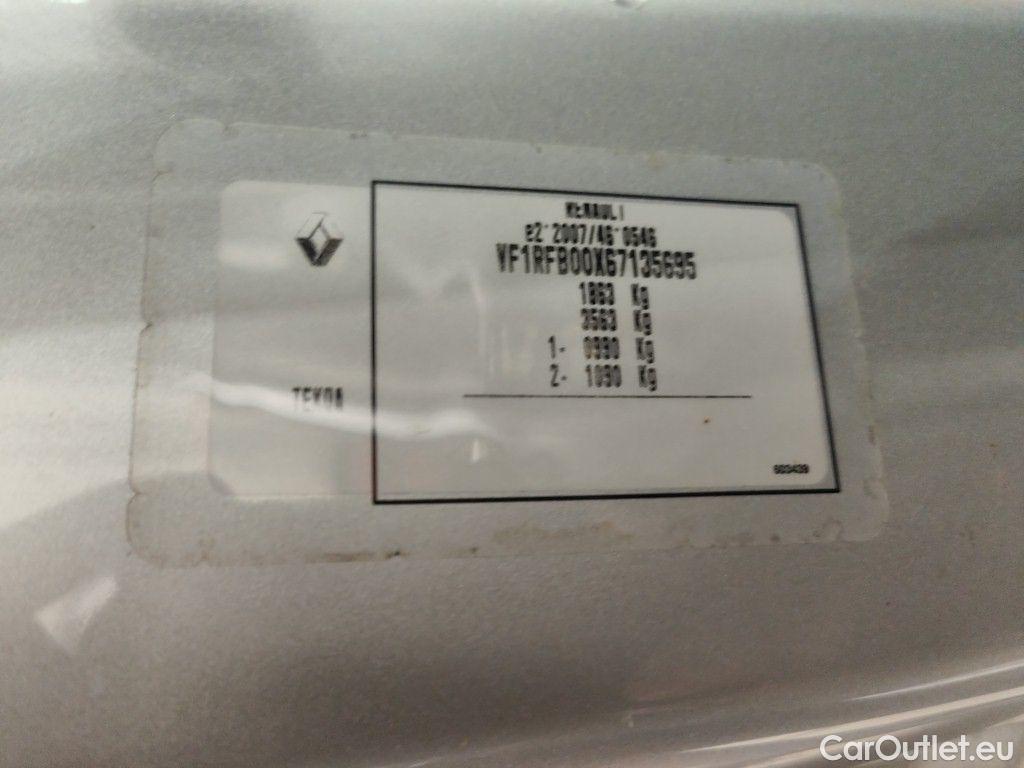 RENAULT
e2*2007/46*0546
VF1RFB00X67135695
1863 Kg
3563 Kg
1- 0990 Kg
2- 1090 Kg
TEVQA
603439
CarOutlet.eu